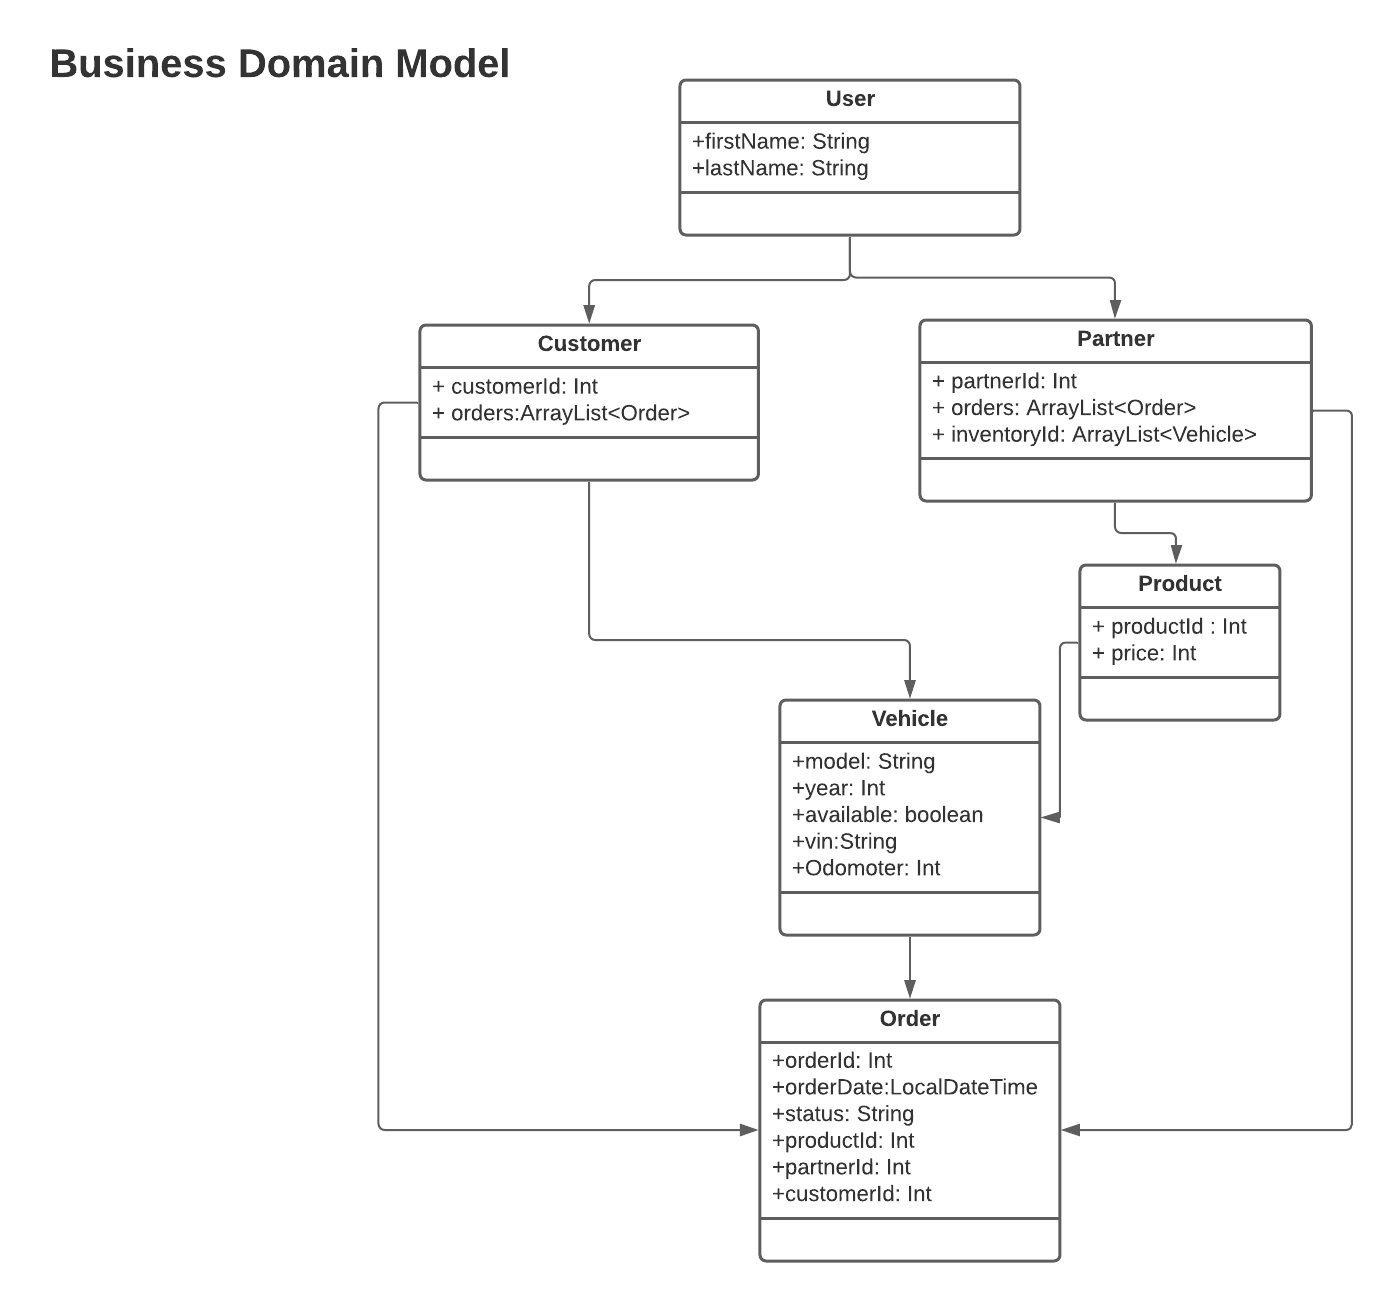 Business Domain Model
User
+firstName: String
+lastName: String
Customer
+ customerId: Int
+ orders:ArrayList<Order>
Partner
+ partnerId: Int
+ orders: ArrayList<Order>
+ inventoryId: ArrayList<Vehicle>
Product
+ productId : Int
+ price: Int
Vehicle
+model: String
+year: Int
+available: boolean
+vin:String
+Odomoter: Int
Order
+orderId: Int
+orderDate:LocalDateTime
+status: String
+productId: Int
+partnerId: Int
+customerId: Int